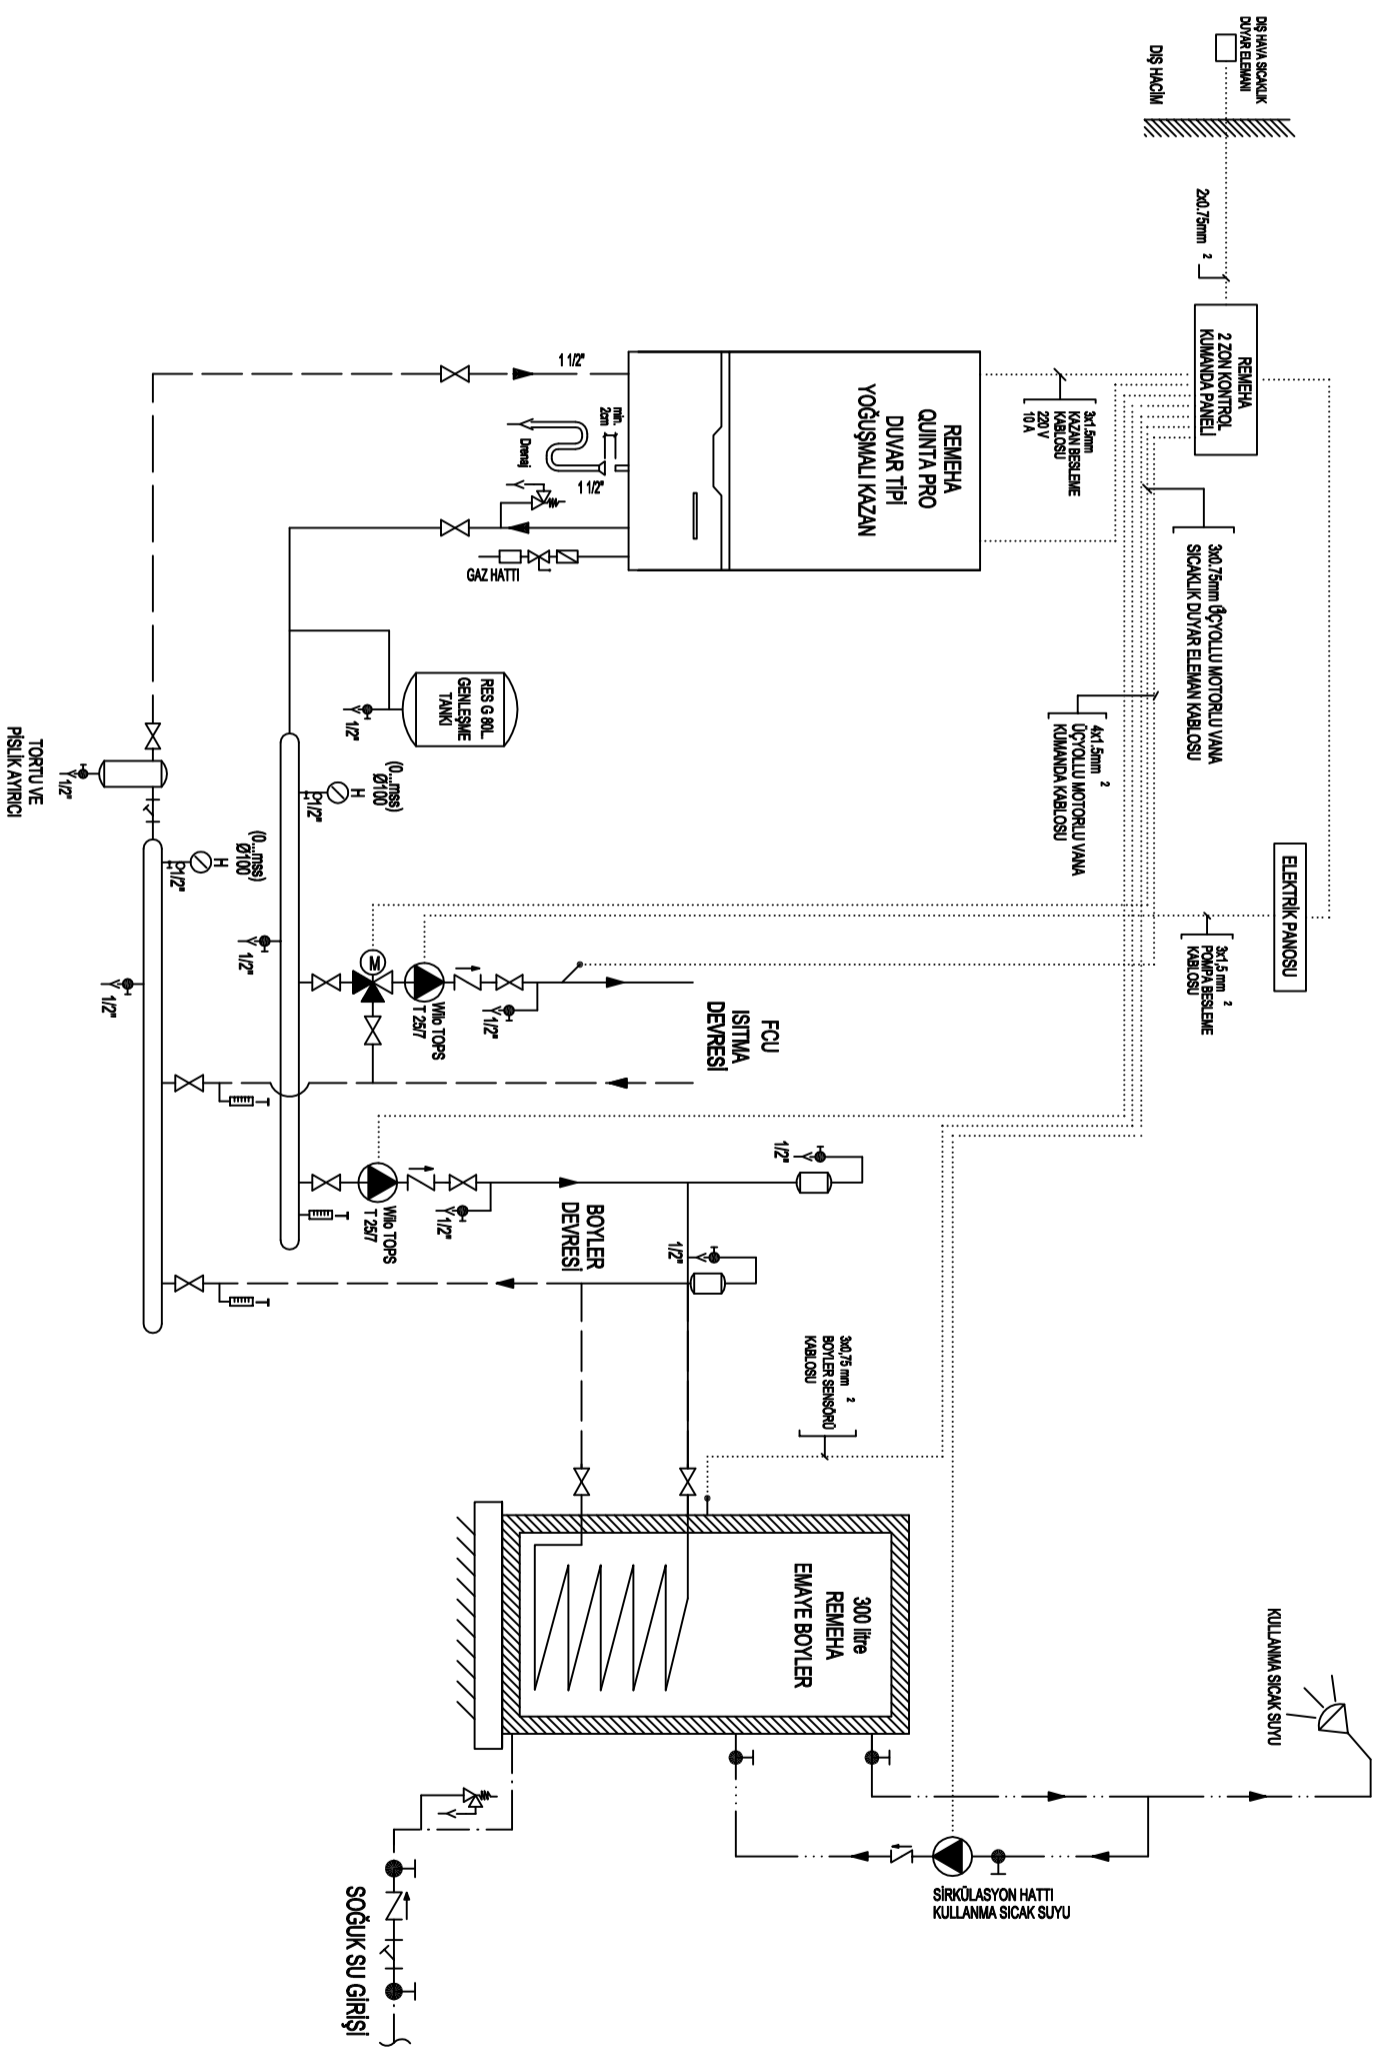 DIŞ HAVA SICAKLIK
DUYAR ELEMANI
DIŞ HACİM
2x0.75mm 2
REMEHA
2 ZON KONTROL
KUMANDA PANELİ
3x1.5mm
KAZAN BESLEME
KABLOSU
220 V
10 A
3x0.75mm 2
ÜÇYOLLU MOTORLU VANA
SICAKLIK DUYAR ELEMAN KABLOSU
4x1.5mm 2
ÜÇYOLLU MOTORLU VANA
KUMANDA KABLOSU
ELEKTRİK PANOSU
3x1,5 mm 2
POMPA BESLEME
KABLOSU
REMEHA
QUINTA PRO
DUVAR TİPİ
YOĞUŞMALI KAZAN
1 1/2"
min.
2cm
Drenaj
1 1/2"
GAZ HATTI
RES G 80L
GENLEŞME
TANKI
1/2"
TORTU VE
PİSLİK AYIRICI
1/2"
(0...mss)
Ø100
H
1/2"
(0...mss)
Ø100
H
1/2"
1/2"
1/2"
M
Wilo TOPS
T 25/7
1/2"
FCU
ISITMA
DEVRESİ
Wilo TOPS
T 25/7
1/2"
BOYLER
DEVRESİ
1/2"
1/2"
3x0,75 mm 2
BOYLER SENSÖRÜ
KABLOSU
300 litre
REMEHA
EMAYE BOYLER
KULLANMA SICAK SUYU
SİRKÜLASYON HATTI
KULLANMA SICAK SUYU
SOĞUK SU GİRİŞİ